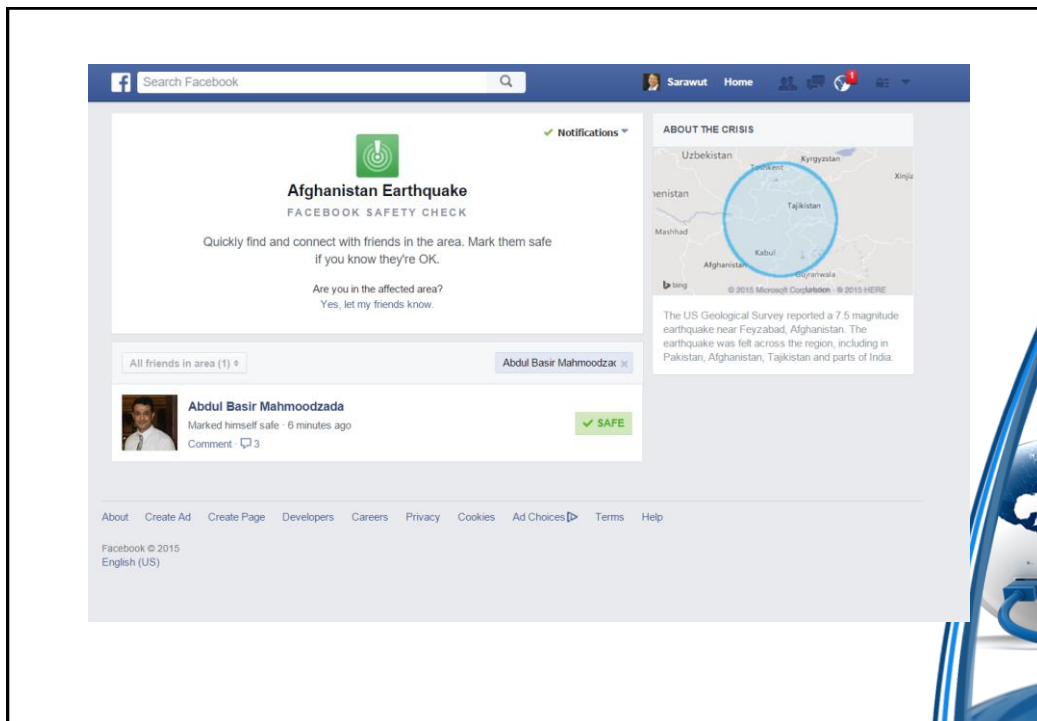 Search Facebook
Sarawut Home 1
Notifications
Afghanistan Earthquake
FACEBOOK SAFETY CHECK
Quickly find and connect with friends in the area. Mark them safe
if you know they're OK.
Are you in the affected area?
Yes, let my friends know.
All friends in area (1)
Abdul Basir Mahmoodza
Abdul Basir Mahmoodzada
Marked himself safe · 6 minutes ago
Comment · 3
SAFE
ABOUT THE CRISIS
Uzbekistan
Kyrgyzstan
Toshkent
Xinjia
menistan
Tajikistan
Mashhad
Kabul
Afghanistan
Gujranwala
bing
© 2015 Microsoft Corporation © 2015 HERE
The US Geological Survey reported a 7.5 magnitude
earthquake near Feyzabad, Afghanistan. The
earthquake was felt across the region, including in
Pakistan, Afghanistan, Tajikistan and parts of India.
About Create Ad Create Page Developers Careers Privacy Cookies Ad Choices Terms Help
Facebook © 2015
English (US)